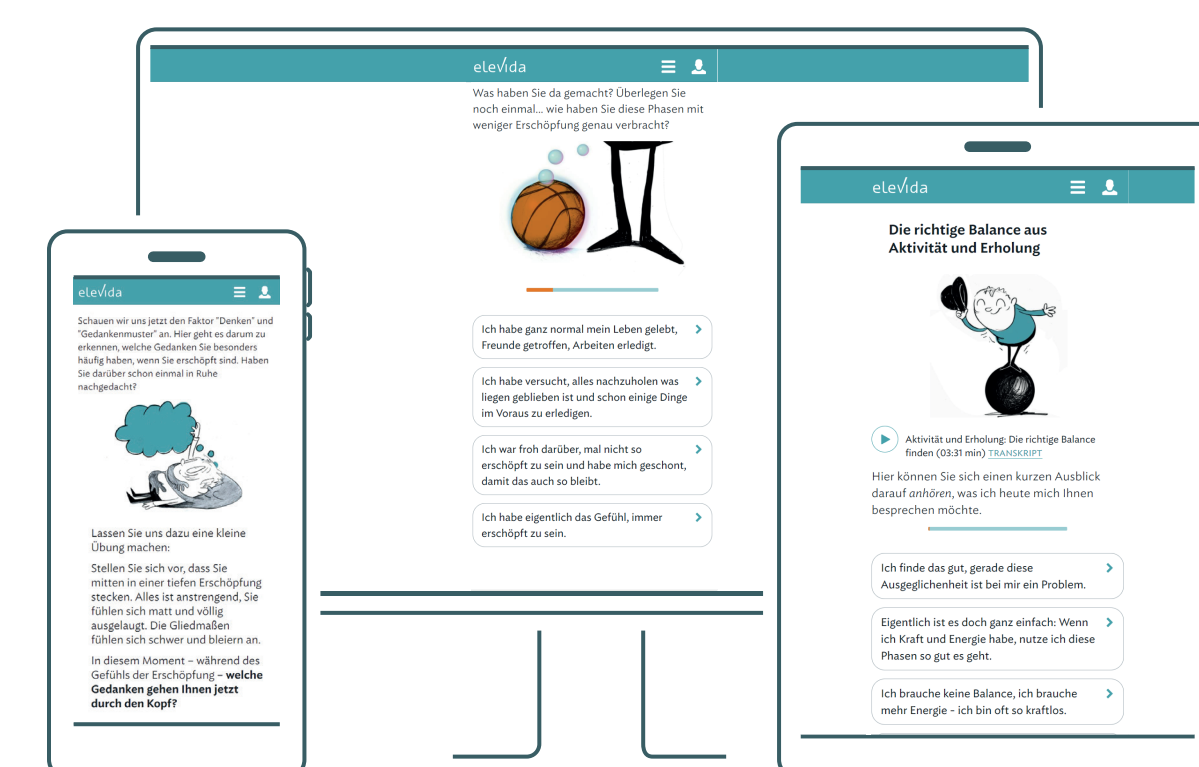 elevida
Was haben Sie da gemacht? Überlegen Sie
noch einmal... wie haben Sie diese Phasen mit
weniger Erschöpfung genau verbracht?
Ich habe ganz normal mein Leben gelebt,
Freunde getroffen, Arbeiten erledigt.
Ich habe versucht, alles nachzuholen was
liegen geblieben ist und schon einige Dinge
im Voraus zu erledigen.
Ich war froh darüber, mal nicht so
erschöpft zu sein und habe mich geschont,
damit das auch so bleibt.
Ich habe eigentlich das Gefühl, immer
erschöpft zu sein.
elevida
Schauen wir uns jetzt den Faktor "Denken" und
"Gedankenmuster" an. Hier geht es darum zu
erkennen, welche Gedanken Sie besonders
häufig haben, wenn Sie erschöpft sind. Haben
Sie darüber schon einmal in Ruhe
nachgedacht?
Lassen Sie uns dazu eine kleine
Übung machen:
Stellen Sie sich vor, dass Sie
mitten in einer tiefen Erschöpfung
stecken. Alles ist anstrengend, Sie
fühlen sich matt und völlig
ausgelaugt. Die Gliedmaßen
fühlen sich schwer und bleiern an.
In diesem Moment – während des
Gefühls der Erschöpfung – welche
Gedanken gehen Ihnen jetzt
durch den Kopf?
elevida
Die richtige Balance aus
Aktivität und Erholung
Aktivität und Erholung: Die richtige Balance
finden (03:31 min) TRANSKRIPT
Hier können Sie sich einen kurzen Ausblick
darauf anhören, was ich heute mich Ihnen
besprechen möchte.
Ich finde das gut, gerade diese
Ausgeglichenheit ist bei mir ein Problem.
Eigentlich ist es doch ganz einfach: Wenn
ich Kraft und Energie habe, nutze ich diese
Phasen so gut es geht.
Ich brauche keine Balance, ich brauche
mehr Energie – ich bin oft so kraftlos.